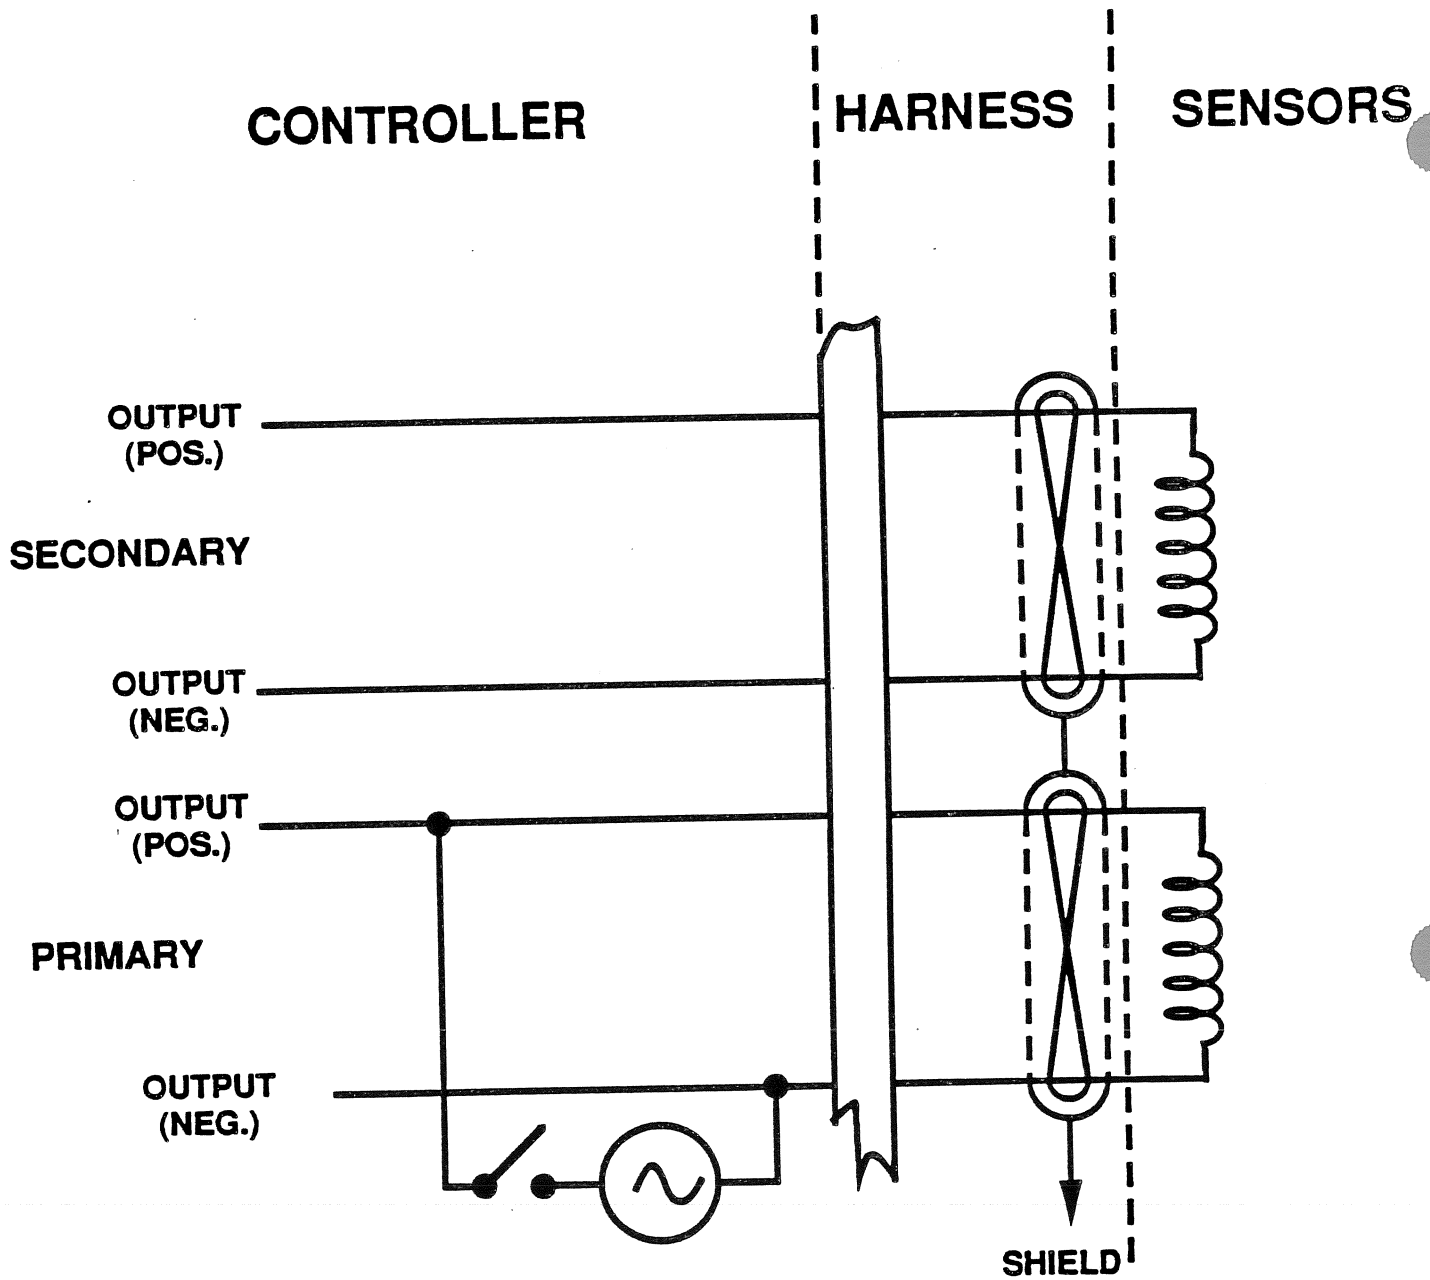 CONTROLLER
HARNESS
SENSORS
OUTPUT
(POS.)
SECONDARY
OUTPUT
(NEG.)
OUTPUT
(POS.)
PRIMARY
OUTPUT
(NEG.)
SHIELD